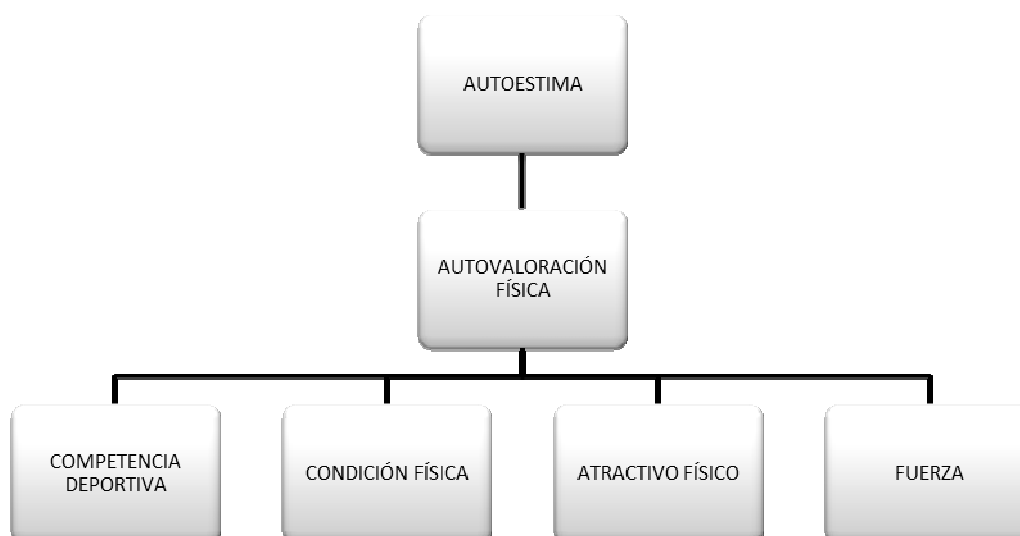 AUTOESTIMA
AUTOVALORACIÓN
FÍSICA
COMPETENCIA
DEPORTIVA
CONDICIÓN FÍSICA
ATRACTIVO FÍSICO
FUERZA